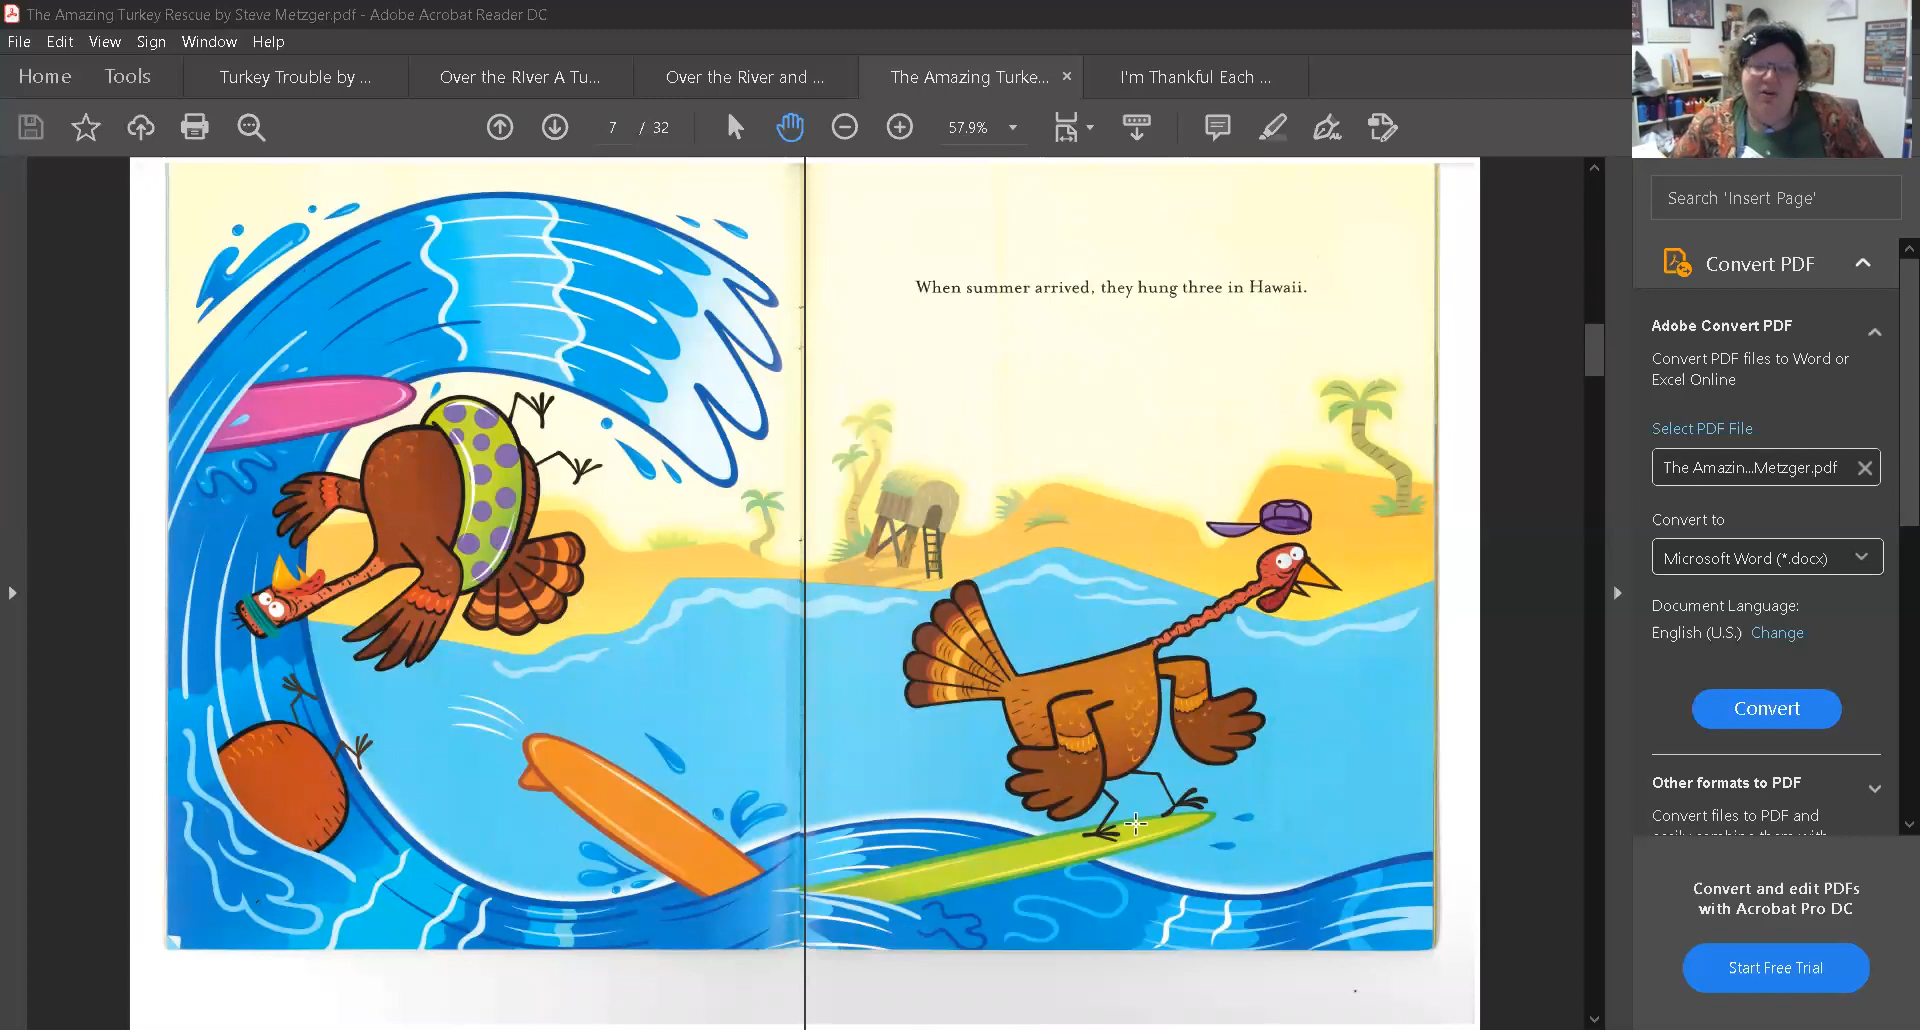 The Amazing Turkey Rescue by Steve Metzger.pdf - Adobe Acrobat Reader DC
File Edit View Sign Window Help
Home Tools Turkey Trouble by ... Over the RIver A Tu... Over the River and ... The Amazing Turke... I'm Thankful Each ...
7 / 32 57.9%
When summer arrived, they hung three in Hawaii.
Search 'Insert Page'
Convert PDF
Adobe Convert PDF
Convert PDF files to Word or
Excel Online
Select PDF File
The Amazin...Metzger.pdf
Convert to
Microsoft Word (*.docx)
Document Language:
English (U.S.) Change
Convert
Other formats to PDF
Convert files to PDF and
easily combine them with
Convert and edit PDFs
with Acrobat Pro DC
Start Free Trial